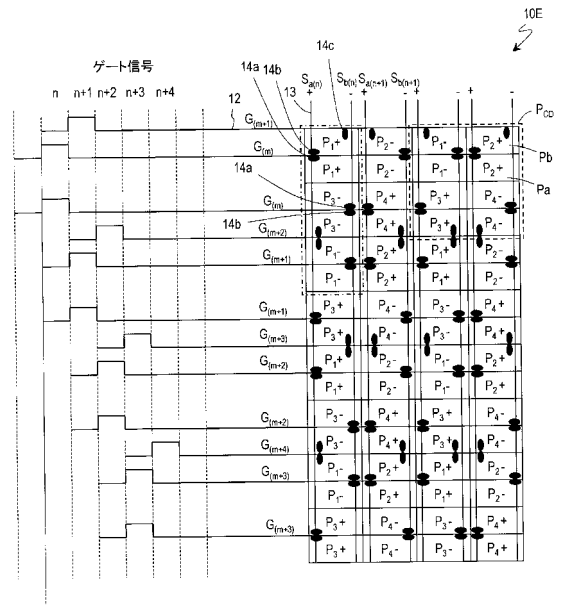 10E
ゲート信号
n n+1 n+2 n+3 n+4
14a 14b 14c
12 13
Sa(n) Sb(n) Sa(n+1) Sb(n+1)
+ - + - + -
PCD
G(m+1)
P1+ P2- P1- P2+
Pb
G(m)
P1+ P2- P1- P2+
Pa
14a
P3- P4+ P3+ P4-
G(m)
14b
P3- P4+ P3+ P4-
G(m+2)
P1- P2+ P1+ P2+
G(m+1)
P1- P2+ P1+ P2-
P3+ P4- P3- P4+
G(m+1)
P3+ P4- P3- P4+
G(m+3)
P1+ P2- P1- P2+
G(m+2)
P1+ P2- P1- P2+
P3- P4+ P3+ P4-
G(m+2)
P3- P4+ P3+ P4-
G(m+4)
P1- P2+ P1+ P2-
G(m+3)
P1- P2+ P1+ P2-
P3+ P4- P3- P4+
G(m+3)
P3+ P4- P3- P4+